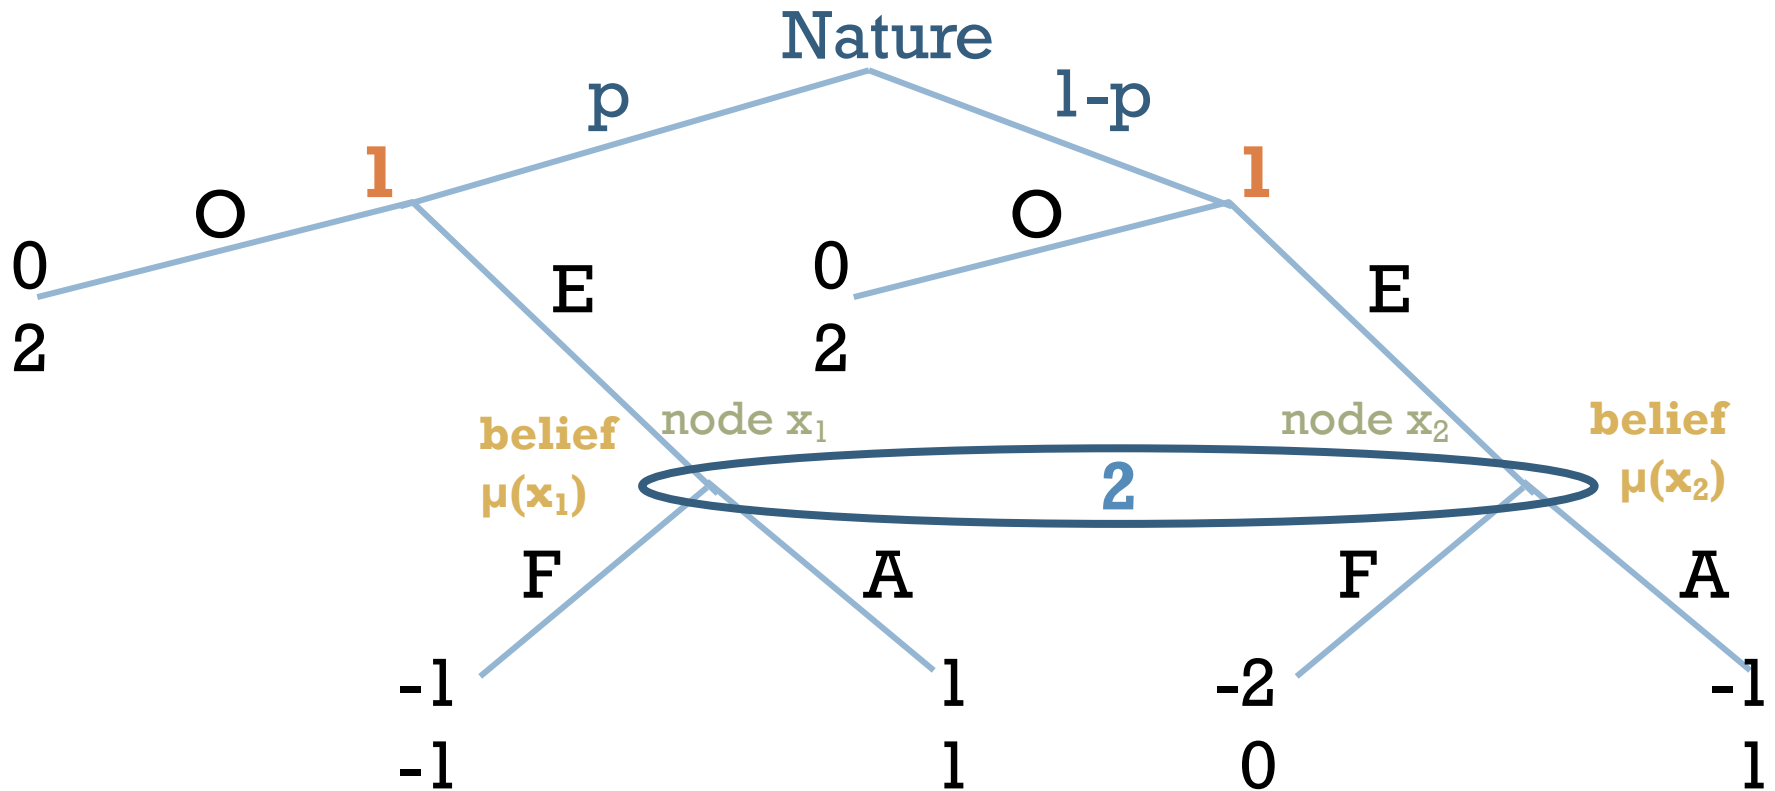 Nature
p
1-p
1
1
O
O
0
2
0
2
E
E
belief
μ(x₁)
node x₁
node x₂
belief
μ(x₂)
2
F
A
F
A
-1
-1
1
1
-2
0
-1
1